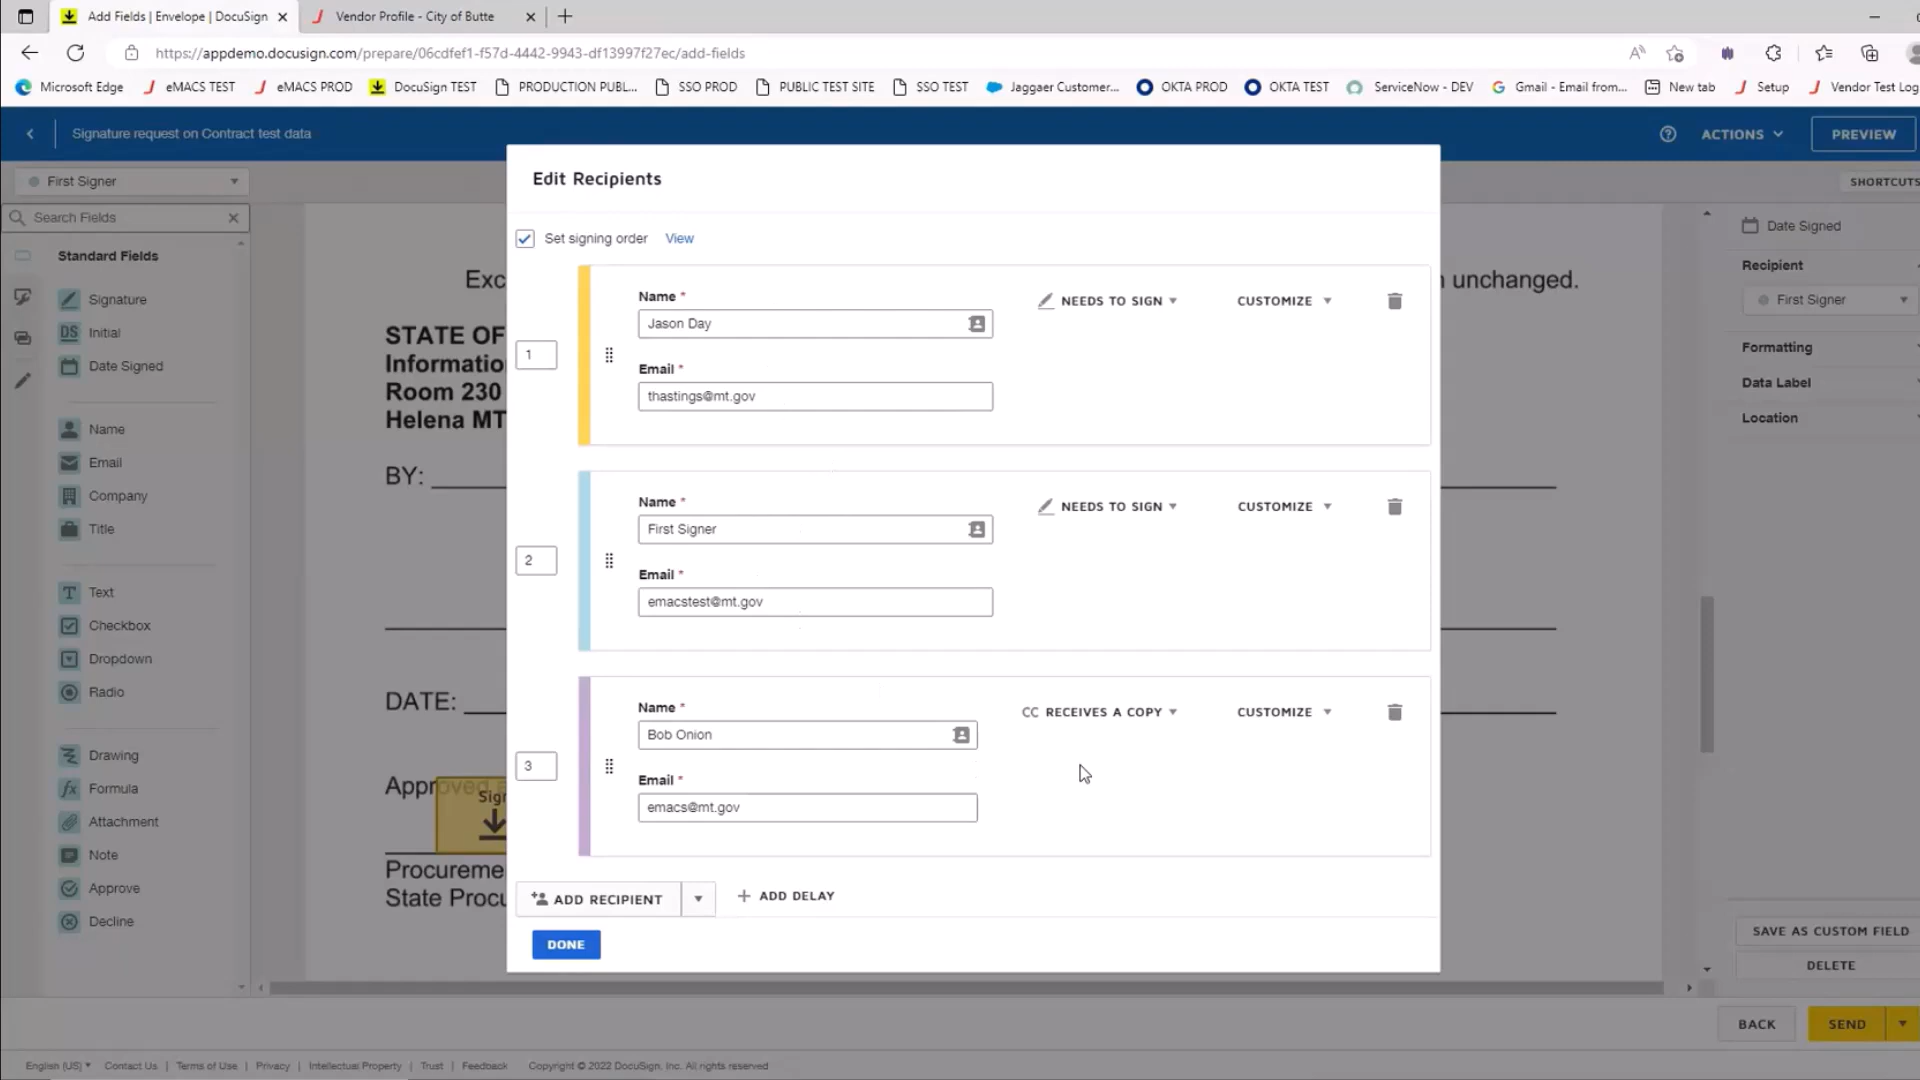 Add Fields | Envelope | DocuSign
Vendor Profile - City of Butte
https://appdemo.docusign.com/prepare/06cdfef1-f57d-4442-9943-df13997f27ec/add-fields
Microsoft Edge
eMACS TEST
eMACS PROD
DocuSign TEST
PRODUCTION PUBL...
SSO PROD
PUBLIC TEST SITE
SSO TEST
Jaggaer Customer...
OKTA PROD
OKTA TEST
ServiceNow - DEV
Gmail - Email from...
New tab
Setup
Vendor Test Log
Signature request on Contract test data
ACTIONS
PREVIEW
First Signer
SHORTCUTS
Search Fields
Standard Fields
Signature
Initial
Date Signed
Name
Email
Company
Title
Text
Checkbox
Dropdown
Radio
Drawing
Formula
Attachment
Note
Approve
Decline
Exc
unchanged.
STATE OF
Informatio
Room 230
Helena MT
BY:
DATE:
Approved
Sign
Procureme
State Procu
Edit Recipients
Set signing order View
1
Name *
Jason Day
Email *
thastings@mt.gov
NEEDS TO SIGN
CUSTOMIZE
2
Name *
First Signer
Email *
emacstest@mt.gov
NEEDS TO SIGN
CUSTOMIZE
3
Name *
Bob Onion
Email *
emacs@mt.gov
CC RECEIVES A COPY
CUSTOMIZE
ADD RECIPIENT
ADD DELAY
DONE
Date Signed
Recipient
First Signer
Formatting
Data Label
Location
SAVE AS CUSTOM FIELD
DELETE
BACK
SEND
English (US) Contact Us | Terms of Use | Privacy | Intellectual Property | Trust | Feedback Copyright © 2022 DocuSign, Inc. All rights reserved